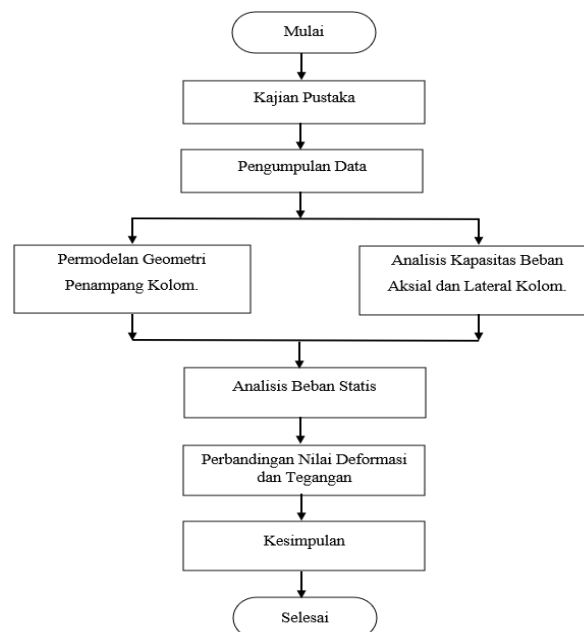 Mulai
Kajian Pustaka
Pengumpulan Data
Permodelan Geometri
Penampang Kolom.
Analisis Kapasitas Beban
Aksial dan Lateral Kolom.
Analisis Beban Statis
Perbandingan Nilai Deformasi
dan Tegangan
Kesimpulan
Selesai